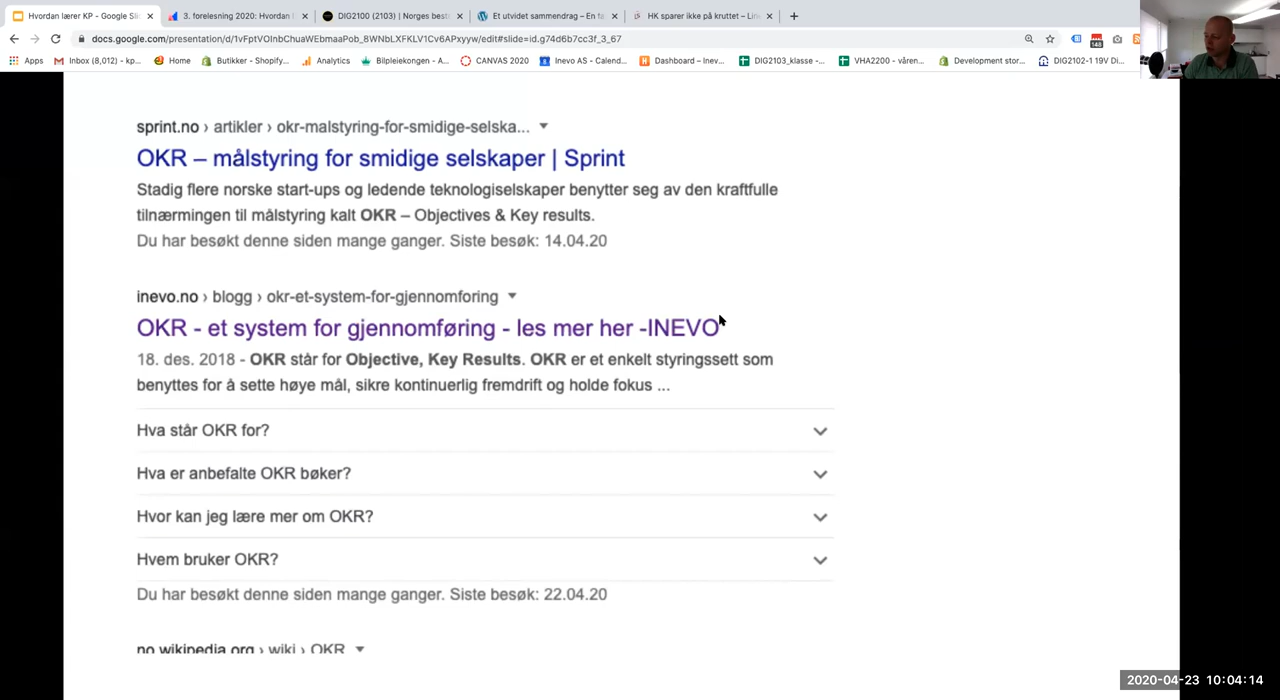 Hvordan lærer KP - Google Sli
3. forelesning 2020: Hvordan
DIG2100 (2103) | Norges best
Et utvidet sammendrag – En fa
HK sparer ikke på kruttet – Lin
docs.google.com/presentation/d/1vFptVOInbChuaWEbmaaPob_8WNbLXFKLV1Cv6APxyyw/edit#slide=id.g74d6b7cc3f_3_67
148
Apps
Inbox (8,012) - kp...
Home
Butikker - Shopify...
Analytics
Bilpleiekongen - A...
CANVAS 2020
Inevo AS - Calend...
Dashboard – Inev...
DIG2103_klasse -...
VHA2200 - våren...
Development stor...
DIG2102-1 19V Di...
sprint.no › artikler › okr-malstyring-for-smidige-selska...
OKR – målstyring for smidige selskaper | Sprint
Stadig flere norske start-ups og ledende teknologiselskaper benytter seg av den kraftfulle
tilnærmingen til målstyring kalt OKR – Objectives & Key results.
Du har besøkt denne siden mange ganger. Siste besøk: 14.04.20
inevo.no › blogg › okr-et-system-for-gjennomforing
OKR - et system for gjennomføring - les mer her -INEVO
18. des. 2018 - OKR står for Objective, Key Results. OKR er et enkelt styringssett som
benyttes for å sette høye mål, sikre kontinuerlig fremdrift og holde fokus ...
Hva står OKR for?
Hva er anbefalte OKR bøker?
Hvor kan jeg lære mer om OKR?
Hvem bruker OKR?
Du har besøkt denne siden mange ganger. Siste besøk: 22.04.20
no.wikipedia.org › wiki › OKR
2020-04-23 10:04:14